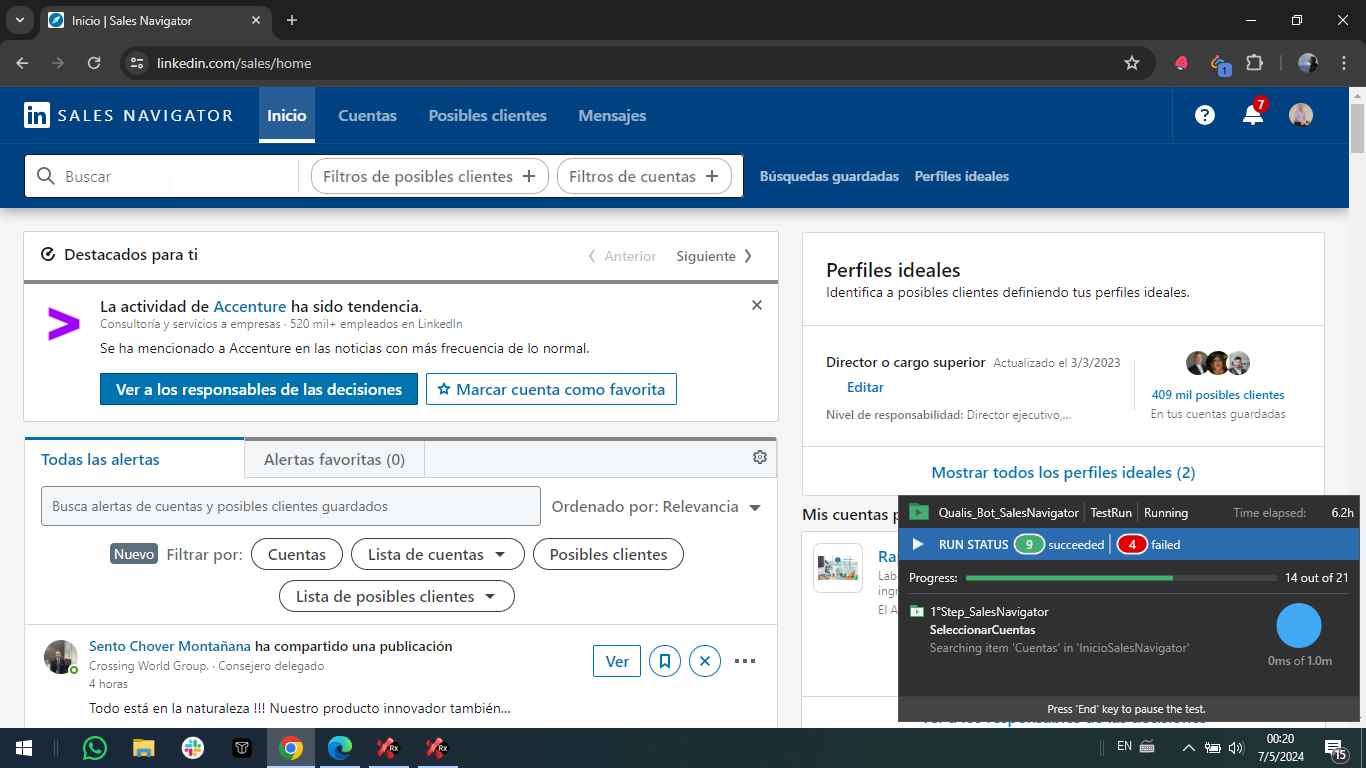 Inicio | Sales Navigator
linkedin.com/sales/home
1
in SALES NAVIGATOR
Inicio
Cuentas
Posibles clientes
Mensajes
7
Buscar
Filtros de posibles clientes +
Filtros de cuentas +
Búsquedas guardadas
Perfiles ideales
Destacados para ti
Anterior
Siguiente
La actividad de Accenture ha sido tendencia.
Consultoría y servicios a empresas · 520 mil+ empleados en LinkedIn
Se ha mencionado a Accenture en las noticias con más frecuencia de lo normal.
Ver a los responsables de las decisiones
Marcar cuenta como favorita
Todas las alertas
Alertas favoritas (0)
Busca alertas de cuentas y posibles clientes guardados
Ordenado por: Relevancia
Nuevo
Filtrar por:
Cuentas
Lista de cuentas
Posibles clientes
Lista de posibles clientes
Sento Chover Montañana ha compartido una publicación
Crossing World Group. · Consejero delegado
4 horas
Todo está en la naturaleza !!! Nuestro producto innovador también...
Ver
Perfiles ideales
Identifica a posibles clientes definiendo tus perfiles ideales.
Director o cargo superior Actualizado el 3/3/2023
Editar
Nivel de responsabilidad: Director ejecutivo,...
409 mil posibles clientes
En tus cuentas guardadas
Mostrar todos los perfiles ideales (2)
Mis cuentas
Qualis_Bot_SalesNavigator
TestRun
Running
Time elapsed: 6.2h
RUN STATUS 9 succeeded 4 failed
Progress: 14 out of 21
1°Step_SalesNavigator
SeleccionarCuentas
Searching item 'Cuentas' in 'InicioSalesNavigator'
0ms of 1.0m
Press 'End' key to pause the test.
Rx
Rx
EN
00:20
7/5/2024
15